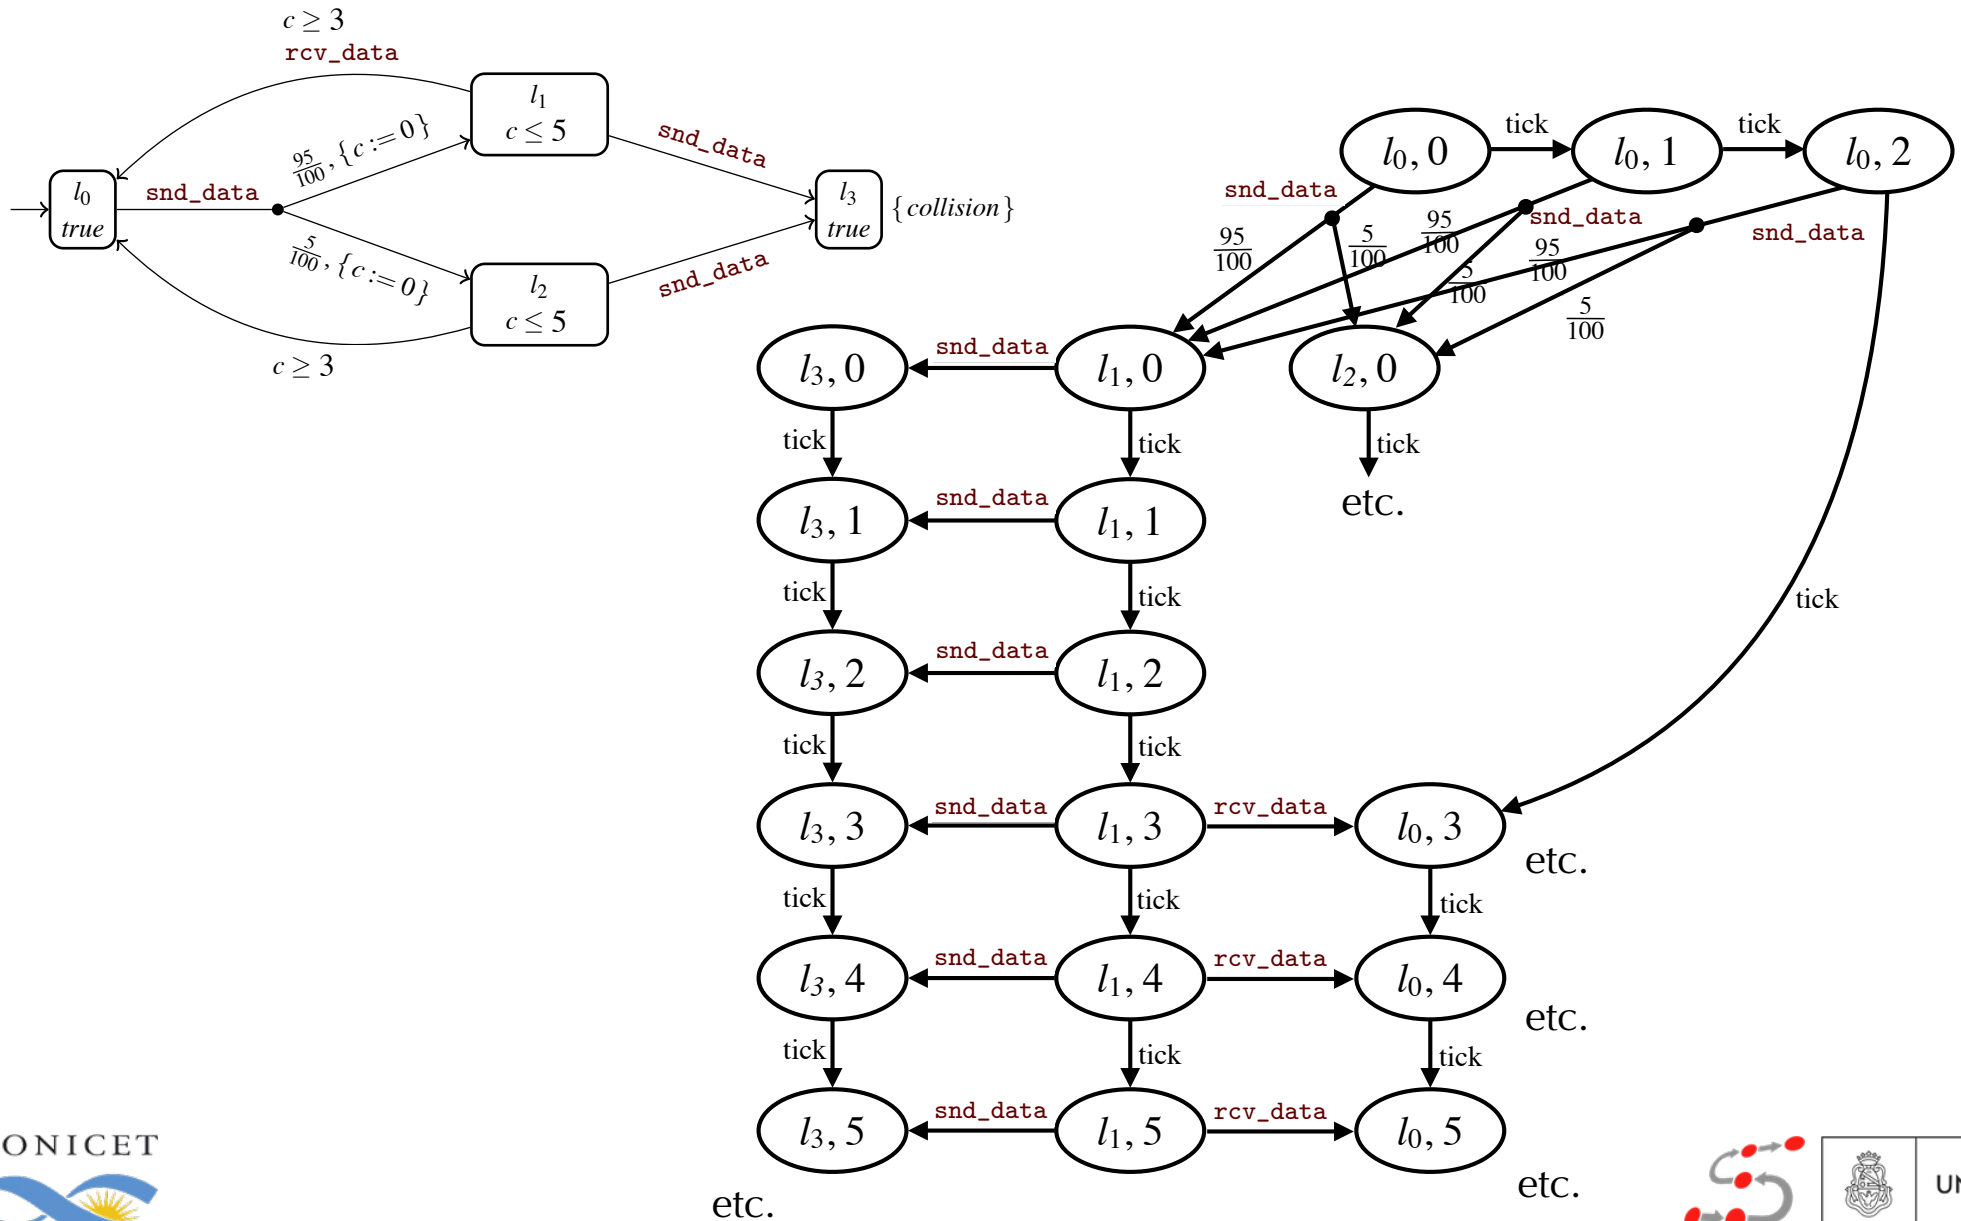 c ≥ 3
rcv_data
l₁
c ≤ 5
95/100, {c := 0}
snd_data
l₀
true
snd_data
l₃
true
{collision}
5/100, {c := 0}
l₂
c ≤ 5
snd_data
c ≥ 3
l₀, 0
tick
l₀, 1
tick
l₀, 2
snd_data
snd_data
snd_data
95/100
5/100
95/100
5/100
95/100
5/100
l₃, 0
snd_data
l₁, 0
l₂, 0
tick
tick
tick
etc.
l₃, 1
snd_data
l₁, 1
tick
tick
tick
l₃, 2
snd_data
l₁, 2
tick
tick
l₃, 3
snd_data
l₁, 3
rcv_data
l₀, 3
etc.
tick
tick
tick
l₃, 4
snd_data
l₁, 4
rcv_data
l₀, 4
etc.
tick
tick
tick
l₃, 5
snd_data
l₁, 5
rcv_data
l₀, 5
etc.
etc.
ONICET
UN